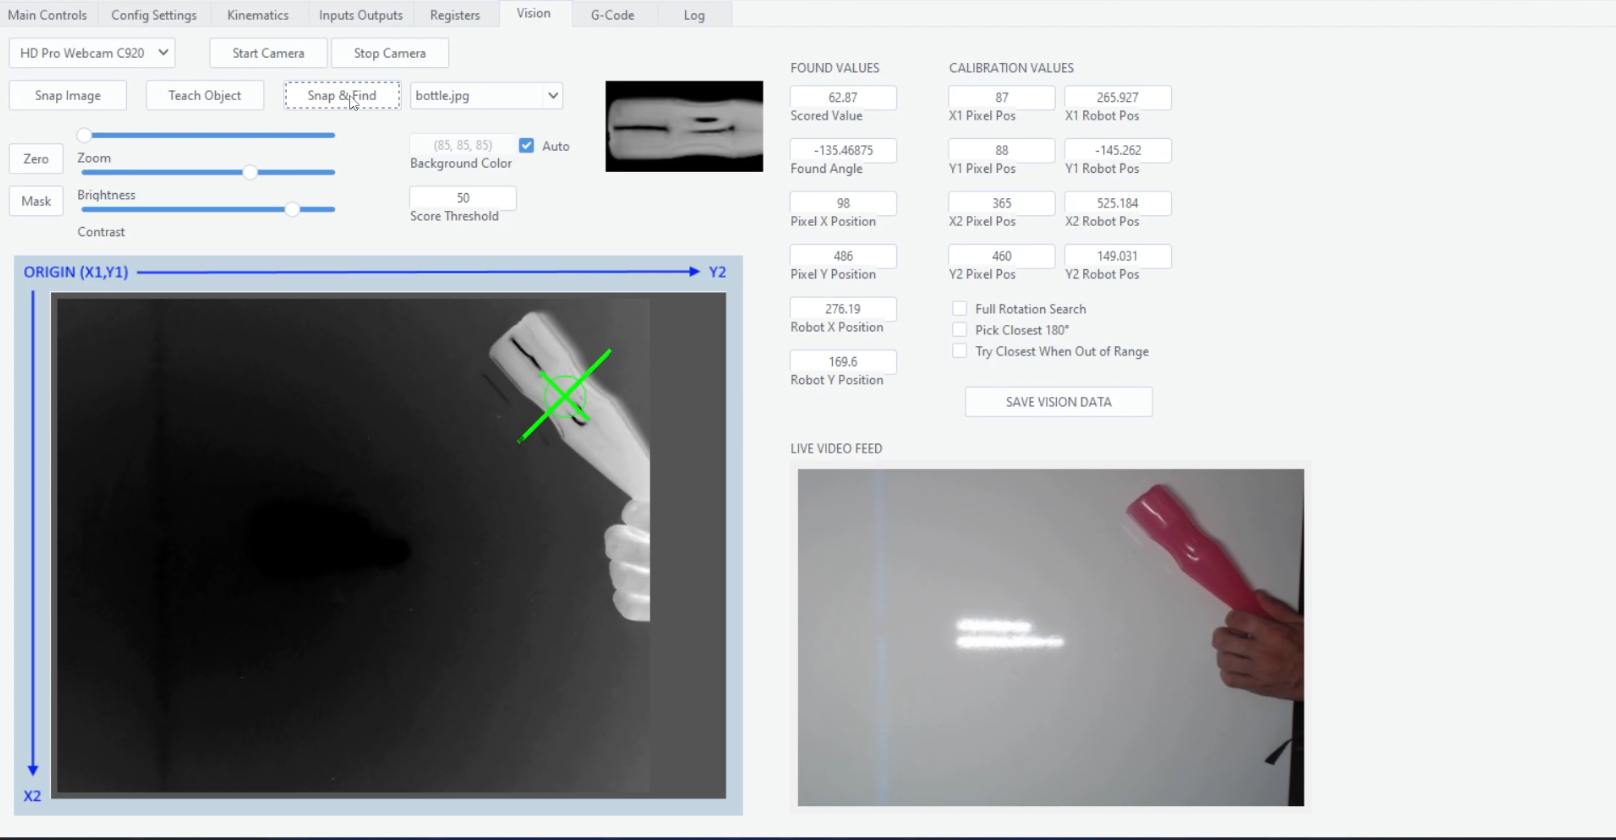 Main Controls Config Settings Kinematics Inputs Outputs Registers Vision G-Code Log
HD Pro Webcam C920 Start Camera Stop Camera
Snap Image Teach Object Snap & Find bottle.jpg
Zero
Zoom
Mask
Brightness
Contrast
(85, 85, 85) Auto
Background Color
50
Score Threshold
ORIGIN (X1,Y1) Y2
X2
FOUND VALUES
62.87
Scored Value
-135.46875
Found Angle
98
Pixel X Position
486
Pixel Y Position
276.19
Robot X Position
169.6
Robot Y Position
CALIBRATION VALUES
87 265.927
X1 Pixel Pos X1 Robot Pos
88 -145.262
Y1 Pixel Pos Y1 Robot Pos
365 525.184
X2 Pixel Pos X2 Robot Pos
460 149.031
Y2 Pixel Pos Y2 Robot Pos
Full Rotation Search
Pick Closest 180°
Try Closest When Out of Range
SAVE VISION DATA
LIVE VIDEO FEED